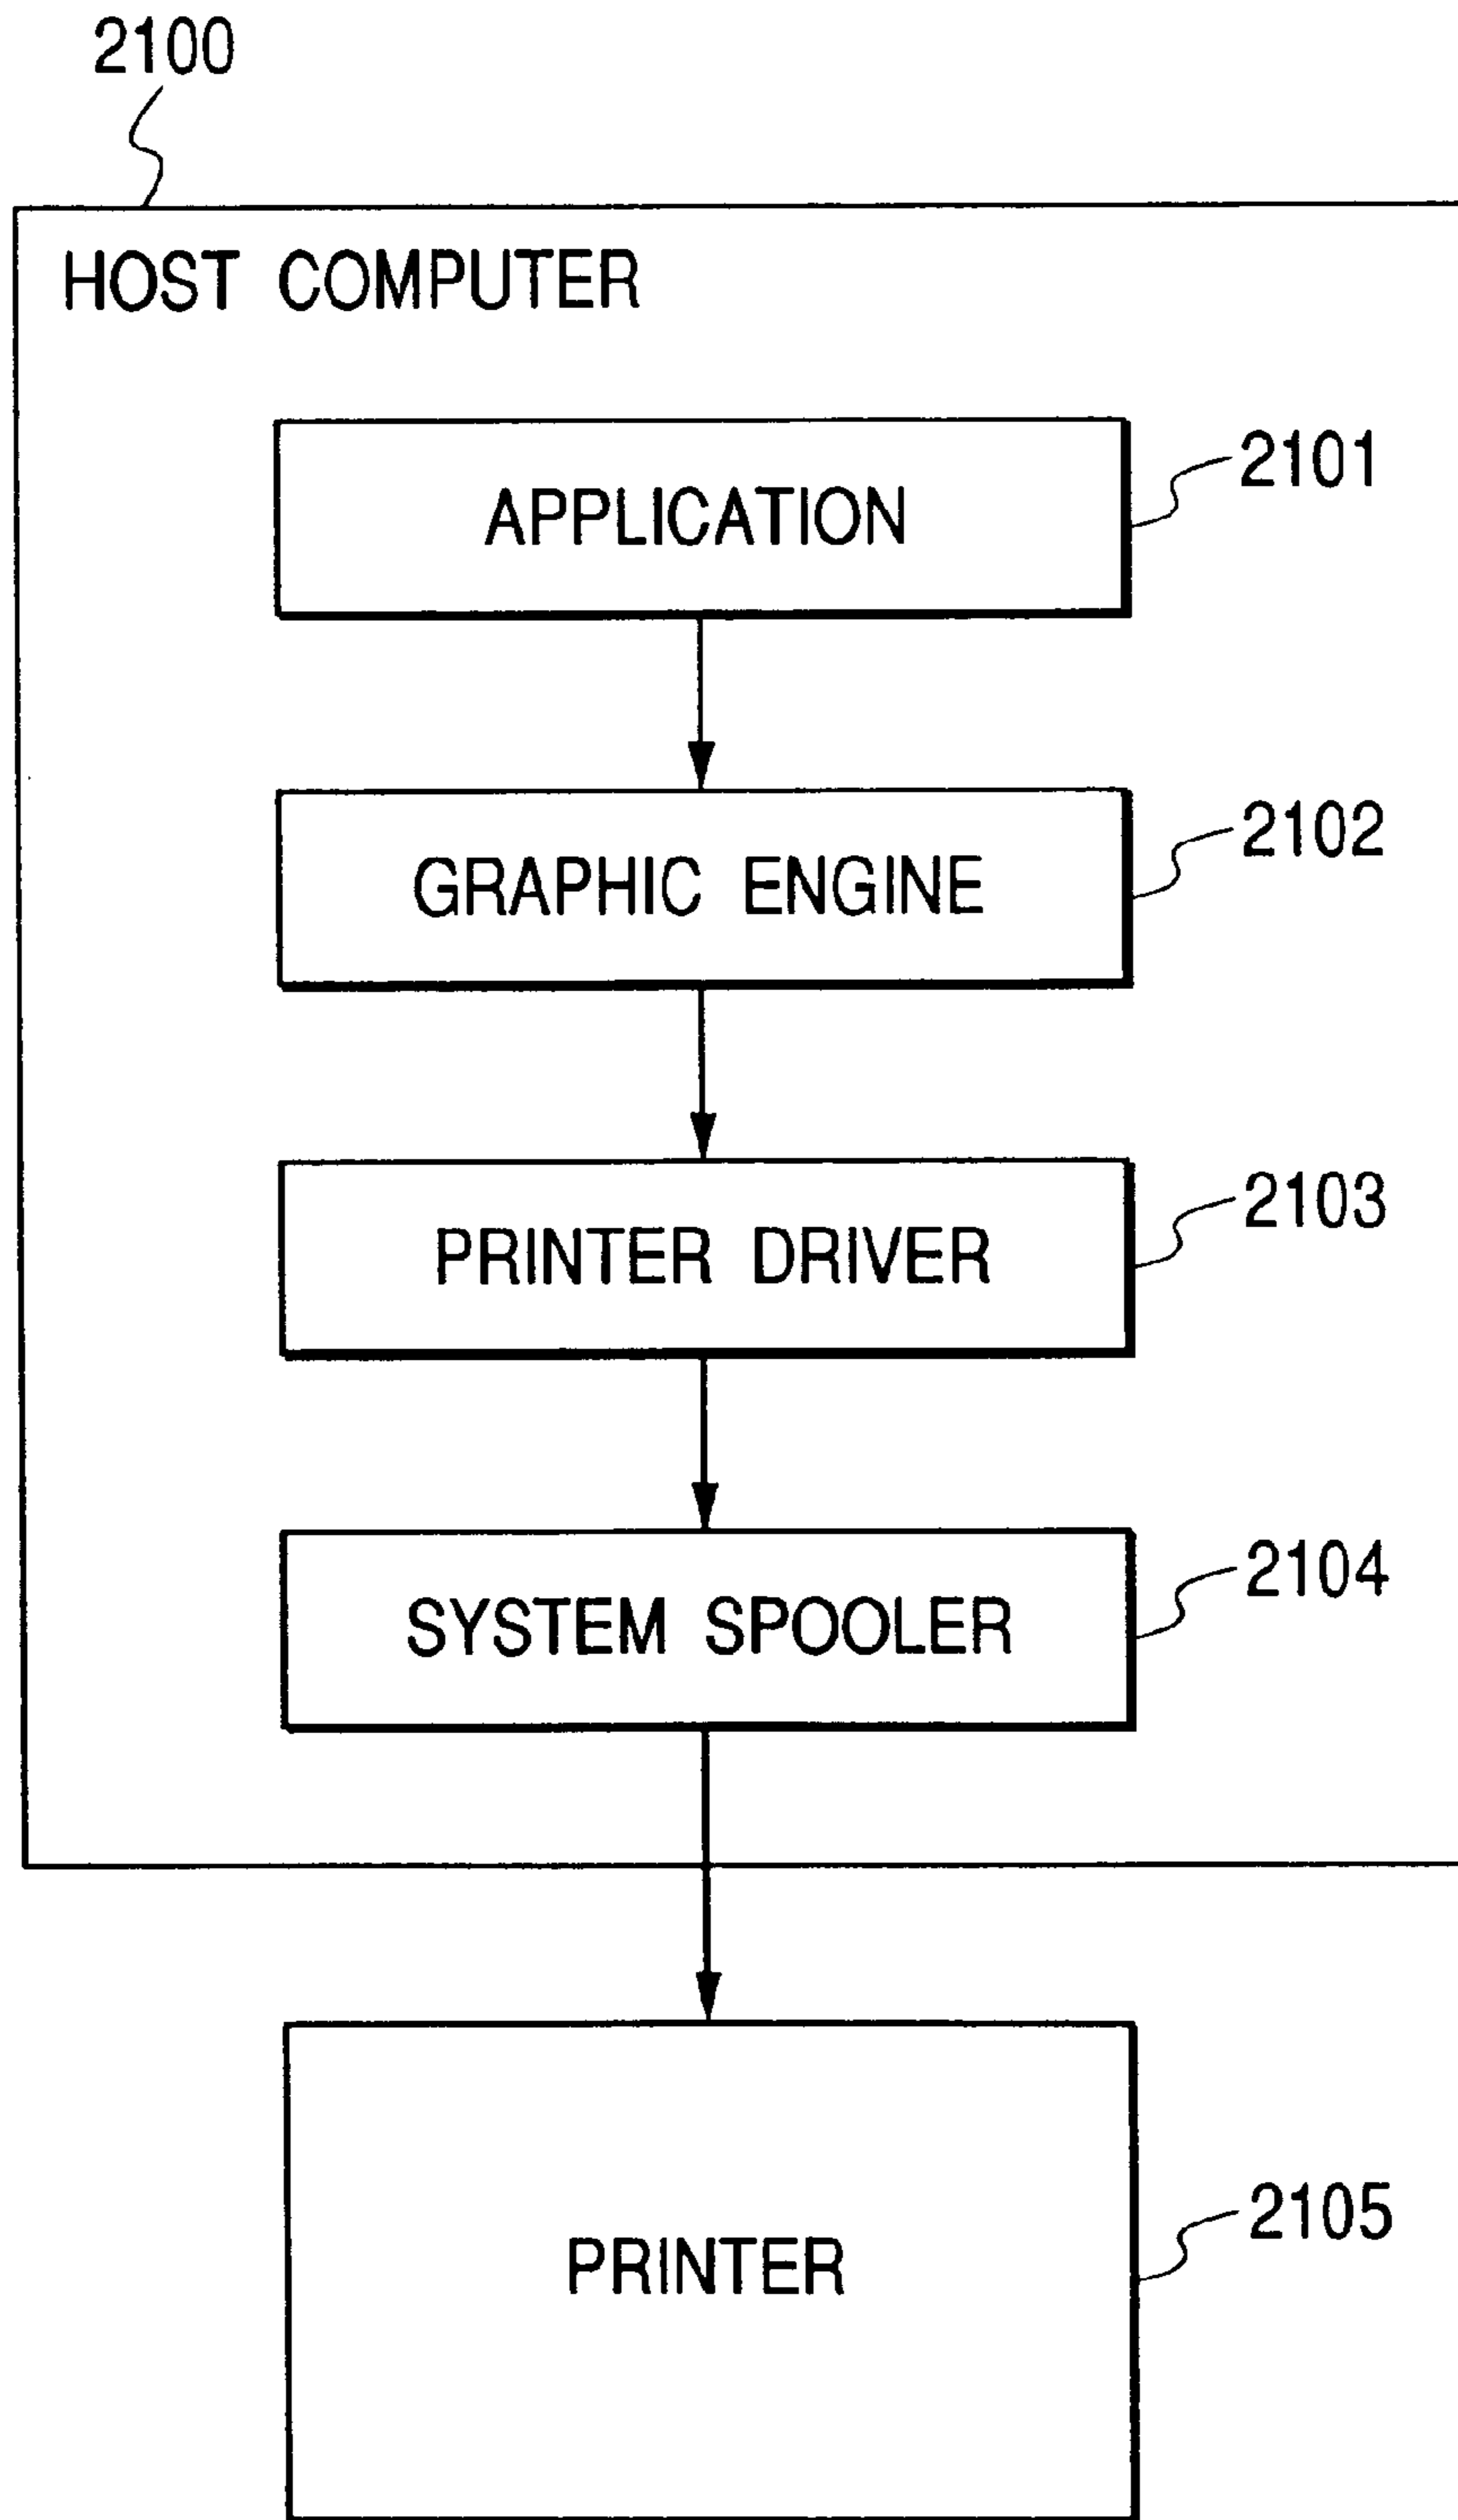 2100
HOST COMPUTER
APPLICATION
2101
GRAPHIC ENGINE
2102
PRINTER DRIVER
2103
SYSTEM SPOOLER
2104
PRINTER
2105